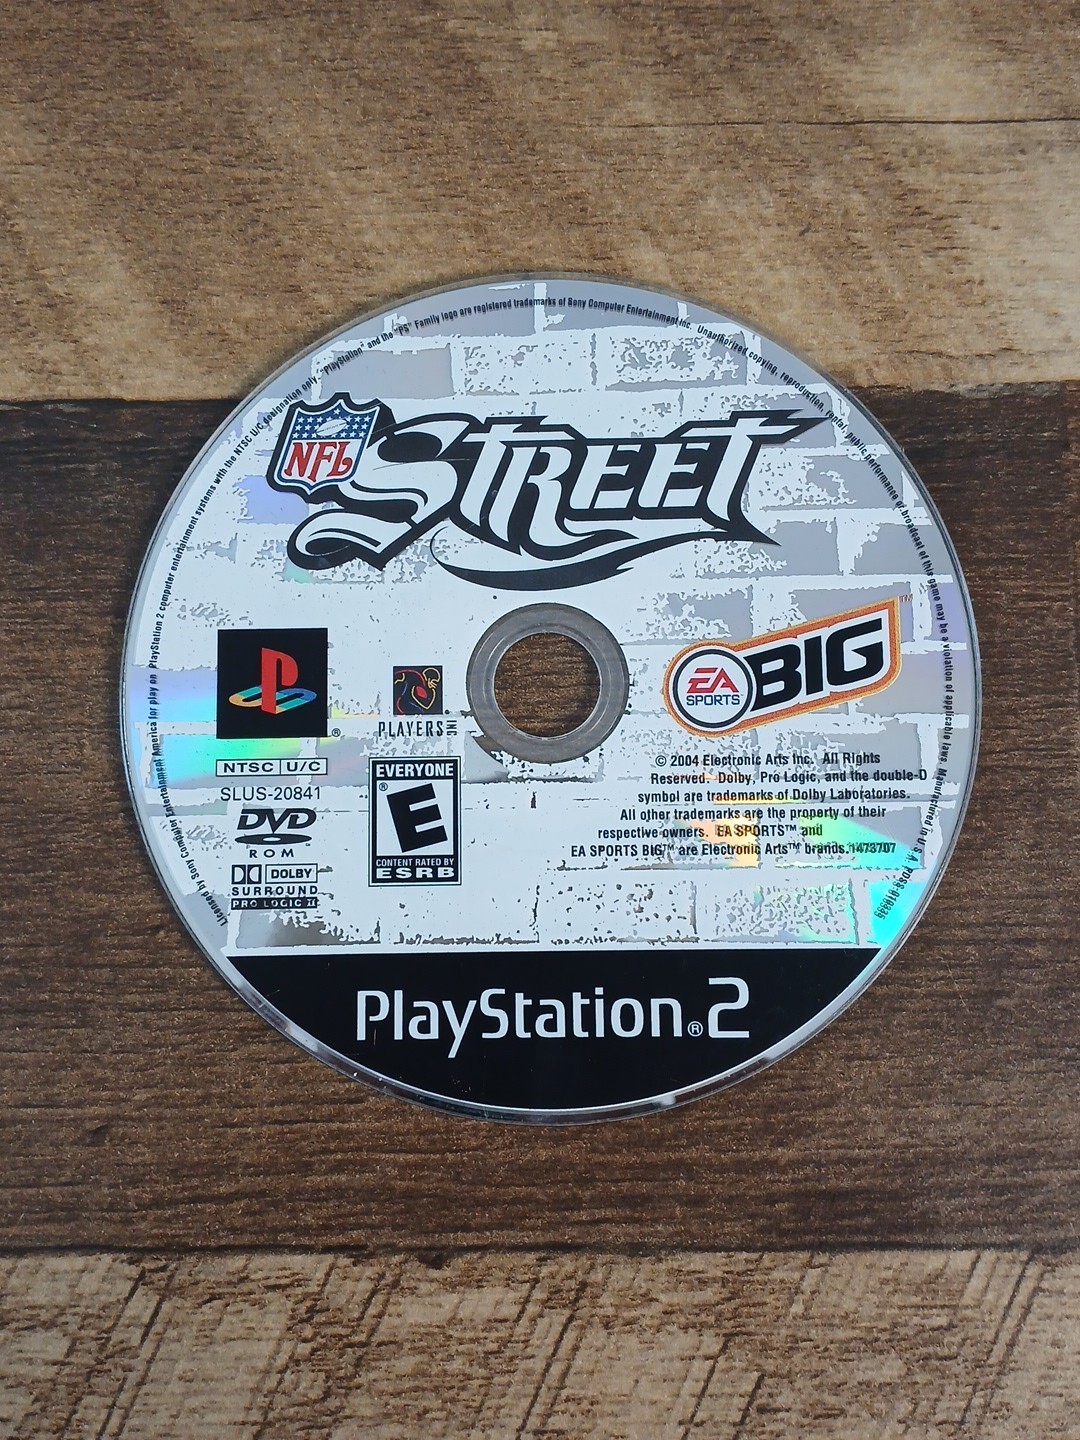 Licensed by Sony Computer Entertainment America for play on PlayStation 2 computer entertainment systems with the NTSC U/C designation only. "PlayStation" and the "PS" Family logo are registered trademarks of Sony Computer Entertainment Inc. Unauthorized copying, reproduction, rental, public performance or broadcast of this game may be a violation of applicable laws. Manufactured in U.S.A.
NFL STREET
TM
EA SPORTS BIG
®
PLAYERS INC
NTSC U/C
SLUS-20841
DVD
ROM
DOLBY
SURROUND
PRO LOGIC II
EVERYONE
®
E
CONTENT RATED BY
ESRB
© 2004 Electronic Arts Inc. All Rights
Reserved. Dolby, Pro Logic, and the double-D
symbol are trademarks of Dolby Laboratories.
All other trademarks are the property of their
respective owners. EA SPORTS™ and
EA SPORTS BIG™ are Electronic Arts™ brands. 1473707
PlayStation®2